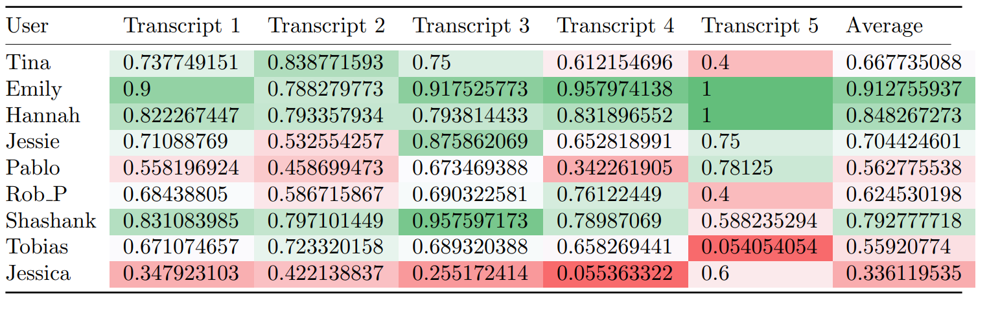 User Transcript 1 Transcript 2 Transcript 3 Transcript 4 Transcript 5 Average
Tina 0.737749151 0.838771593 0.75 0.612154696 0.4 0.667735088
Emily 0.9 0.788279773 0.917525773 0.957974138 1 0.912755937
Hannah 0.822267447 0.793357934 0.793814433 0.831896552 1 0.848267273
Jessie 0.71088769 0.532554257 0.875862069 0.652818991 0.75 0.704424601
Pablo 0.558196924 0.458699473 0.673469388 0.342261905 0.78125 0.562775538
Rob_P 0.68438805 0.586715867 0.690322581 0.76122449 0.4 0.624530198
Shashank 0.831083985 0.797101449 0.957597173 0.78987069 0.588235294 0.792777718
Tobias 0.671074657 0.723320158 0.689320388 0.658269441 0.054054054 0.55920774
Jessica 0.347923103 0.422138837 0.255172414 0.055363322 0.6 0.336119535